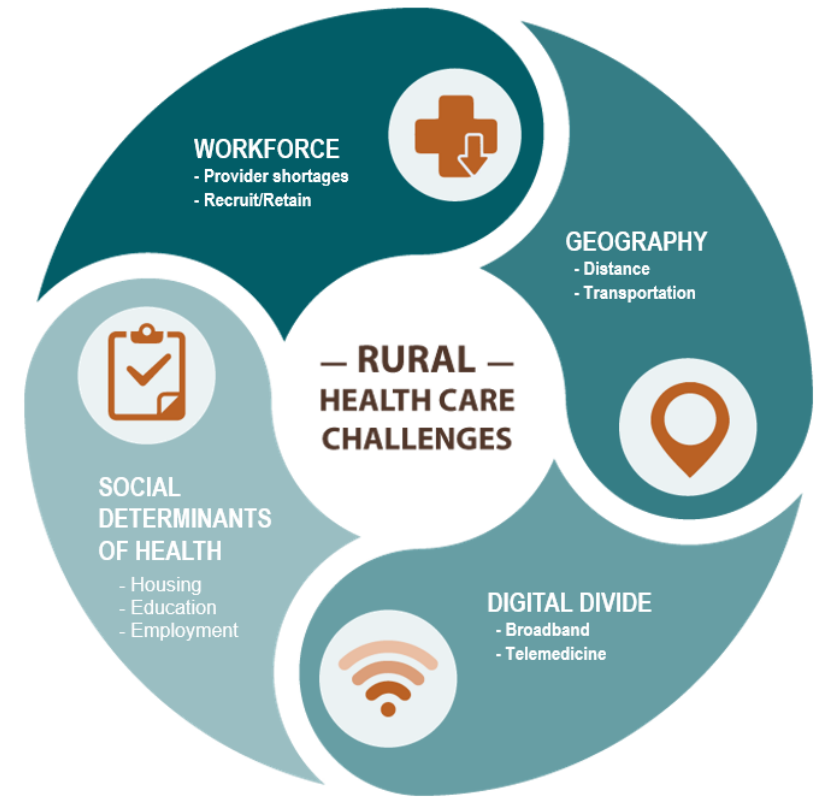 WORKFORCE
- Provider shortages
- Recruit/Retain
GEOGRAPHY
- Distance
- Transportation
— RURAL —
HEALTH CARE
CHALLENGES
SOCIAL
DETERMINANTS
OF HEALTH
- Housing
- Education
- Employment
DIGITAL DIVIDE
- Broadband
- Telemedicine